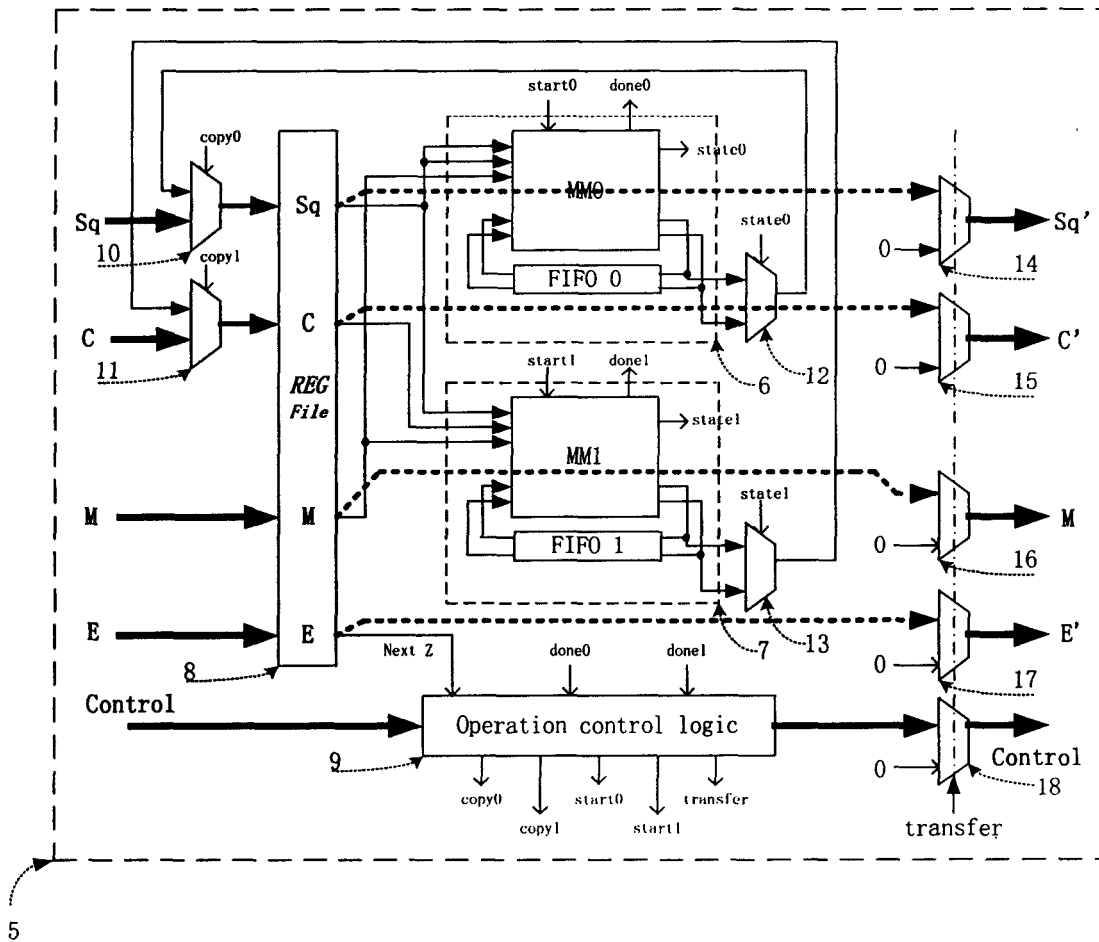 start0
done0
copy0
state0
MM0
Sq
Sq
Sq'
state0
0
10
14
copy1
FIFO 0
C
C
C'
11
start1
done1
6
12
0
15
REG
File
state1
MM1
M
M
M
state1
FIFO 1
0
16
E
E
E'
7
13
Next Z
done0
done1
0
17
8
Control
Operation control logic
9
0
Control
18
copy0
start0
transfer
copy1
start1
transfer
5